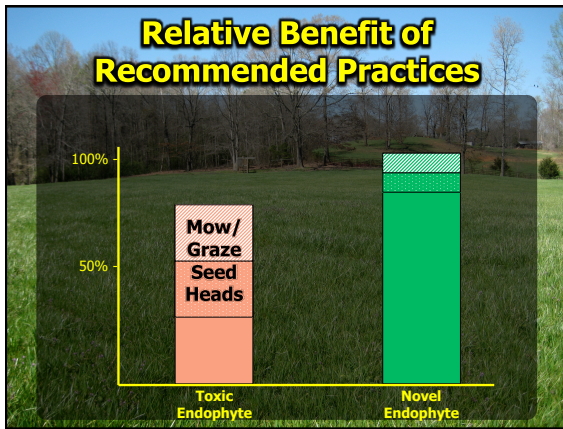 Relative Benefit of
Recommended Practices
100%
50%
Mow/
Graze
Seed
Heads
Toxic
Endophyte
Novel
Endophyte